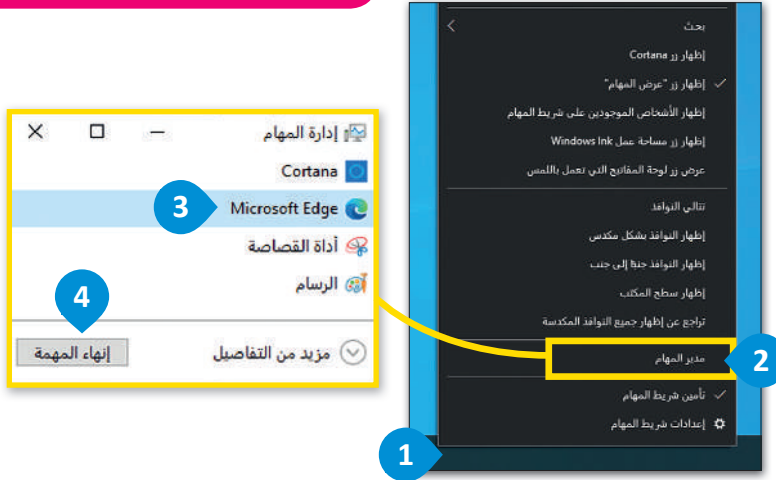 بحث
إظهار زر Cortana
إظهار زر "عرض المهام"
إظهار الأشخاص الموجودين على شريط المهام
إظهار زر مساحة عمل Windows Ink
عرض زر لوحة المفاتيح التي تعمل باللمس
تتالي النوافذ
إظهار النوافذ بشكل مكدس
إظهار النوافذ جنبًا إلى جنب
إظهار سطح المكتب
تراجع عن إظهار جميع النوافذ المكدسة
مدير المهام
2
تأمين شريط المهام
إعدادات شريط المهام
1
إدارة المهام
Cortana
Microsoft Edge
3
أداة القصاصة
الرسام
4
مزيد من التفاصيل
إنهاء المهمة